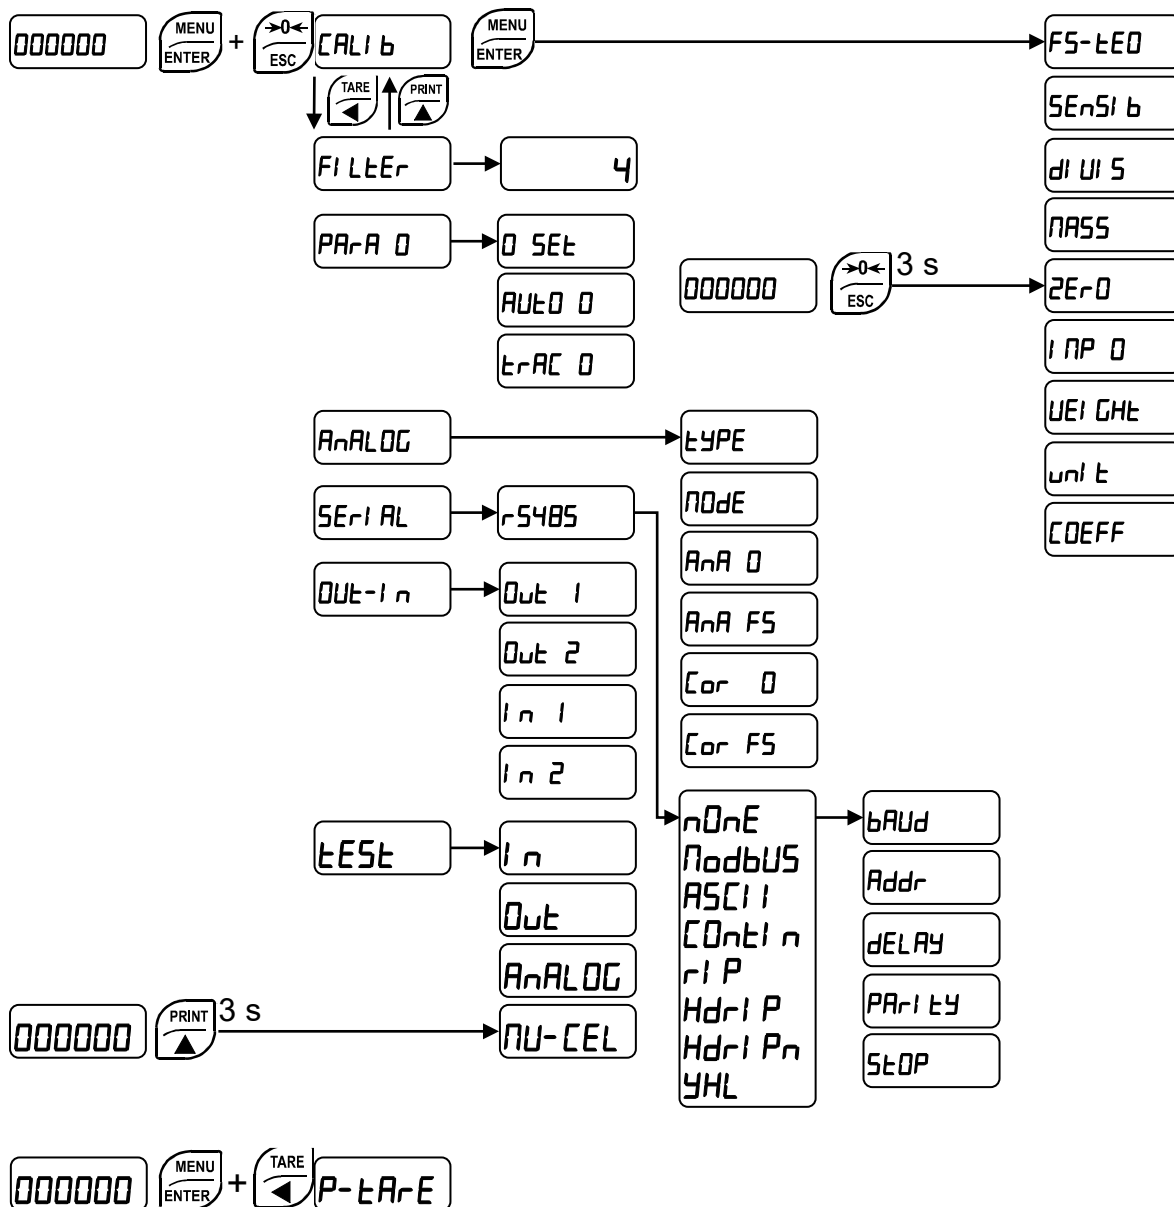 000000 MENU ENTER + →0← ESC CALIb MENU ENTER FS-tEO
TARE PRINT
SEnSIb
FILtEr 4
dIUIS
PArA 0 0 SEt
MASS
AUtO 0
000000 →0← ESC 3 s ZErO
trAC 0
INP 0
AnALOG tYPE
UEIGHt
SErIAL rS485
MOdE
unIt
AnA 0
COEFF
OUt-In Out 1
AnA FS
Out 2
Cor 0
In 1
Cor FS
In 2
nOnE bAUd
ModbUS
ASCII
COntIn
rIP
HdrIP
HdrIPn
YHL
Addr
dELAY
PArItY
StOP
tESt In
Out
AnALOG
000000 PRINT 3 s MU-CEL
000000 MENU ENTER + TARE P-tArE